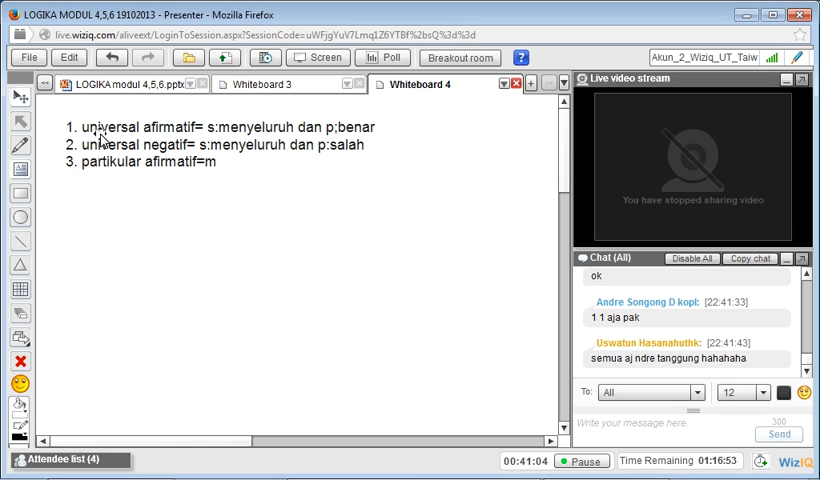 LOGIKA MODUL 4,5,6 19102013 - Presenter - Mozilla Firefox
live.wiziq.com/aliveext/LoginToSession.aspx?SessionCode=uWFjgYuV7Lmq1Z6YTBf%2bsQ%3d%3d
File Edit Screen Poll Breakout room ? Akun_2_Wiziq_UT_Taiw
LOGIKA modul 4,5,6.pptx Whiteboard 3 Whiteboard 4
Live video stream
1. universal afirmatif= s:menyeluruh dan p;benar
2. universal negatif= s:menyeluruh dan p:salah
3. partikular afirmatif=m
You have stopped sharing video
Chat (All) Disable All Copy chat
ok
Andre Songong D kopl: [22:41:33]
1 1 aja pak
Uswatun Hasanahuthk: [22:41:43]
semua aj ndre tanggung hahahaha
To: All 12
Write your message here. 300
Send
Attendee list (4) 00:41:04 Pause Time Remaining 01:16:53 WizIQ